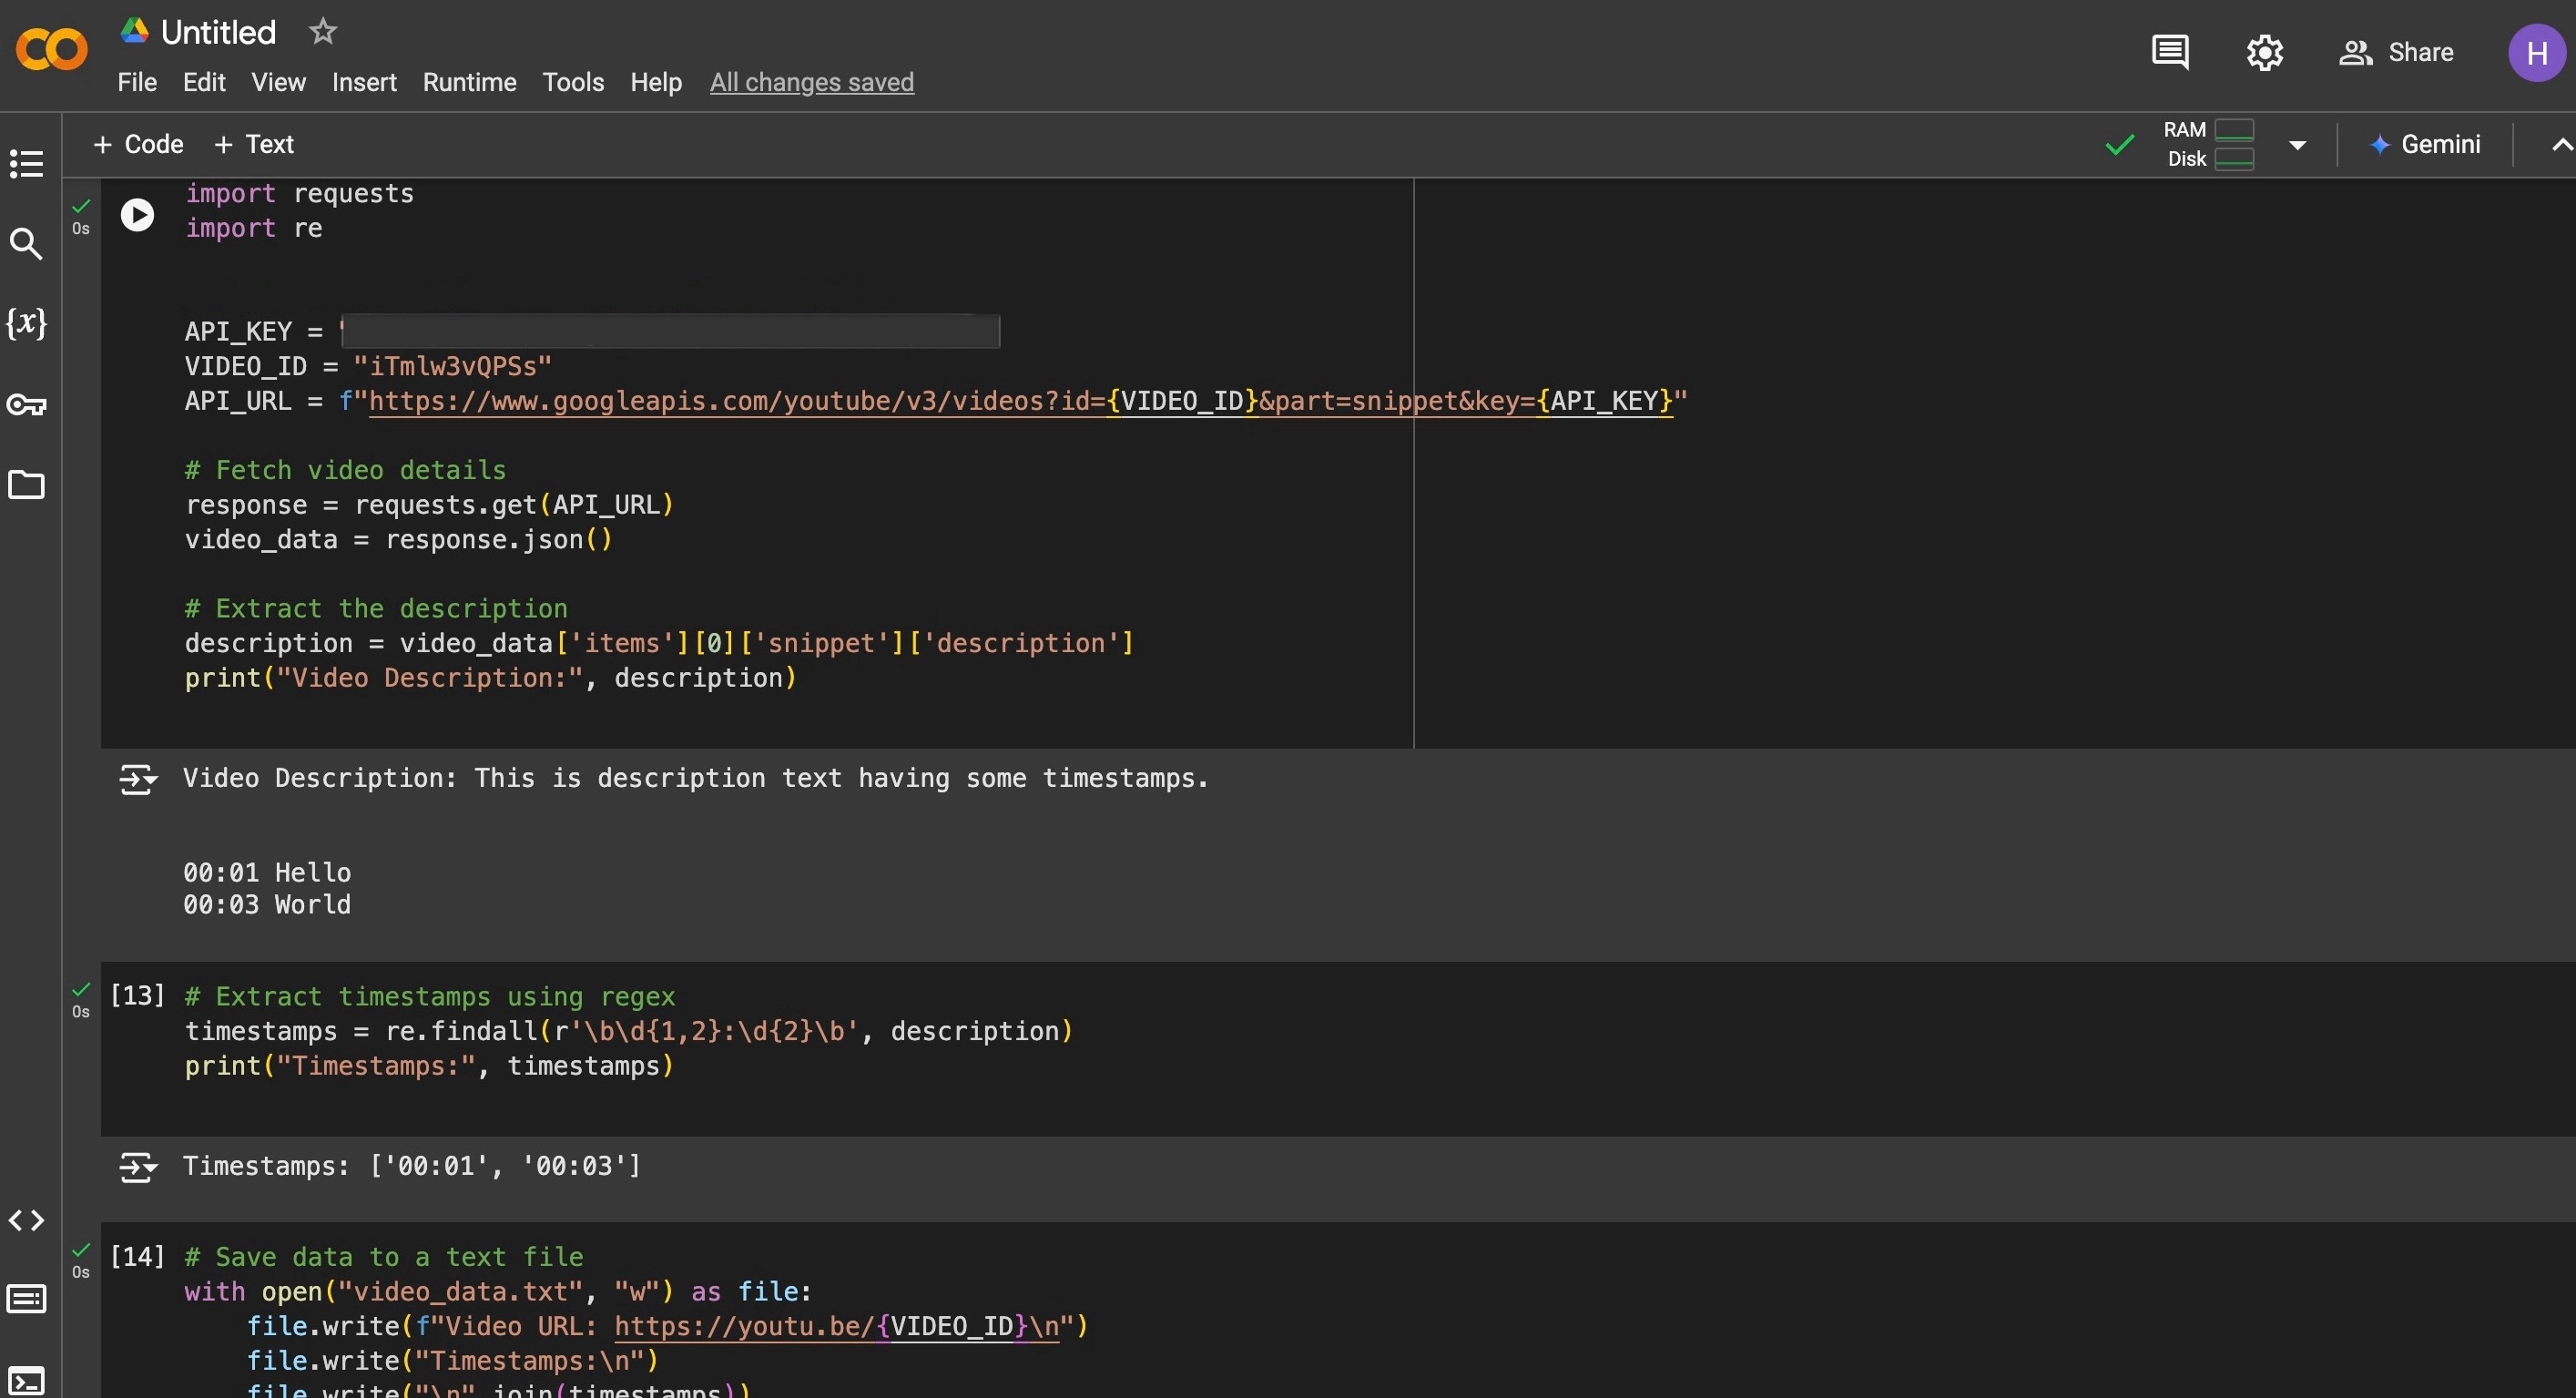 Untitled
File Edit View Insert Runtime Tools Help All changes saved
Share
H
+ Code + Text
RAM
Disk
Gemini
0s
import requests
import re
API_KEY = '
VIDEO_ID = "iTmlw3vQPSs"
API_URL = f"https://www.googleapis.com/youtube/v3/videos?id={VIDEO_ID}&part=snippet&key={API_KEY}"
# Fetch video details
response = requests.get(API_URL)
video_data = response.json()
# Extract the description
description = video_data['items'][0]['snippet']['description']
print("Video Description:", description)
Video Description: This is description text having some timestamps.
00:01 Hello
00:03 World
0s
[13] # Extract timestamps using regex
timestamps = re.findall(r'\b\d{1,2}:\d{2}\b', description)
print("Timestamps:", timestamps)
Timestamps: ['00:01', '00:03']
0s
[14] # Save data to a text file
with open("video_data.txt", "w") as file:
file.write(f"Video URL: https://youtu.be/{VIDEO_ID}\n")
file.write("Timestamps:\n")
file.write("\n".join(timestamps))